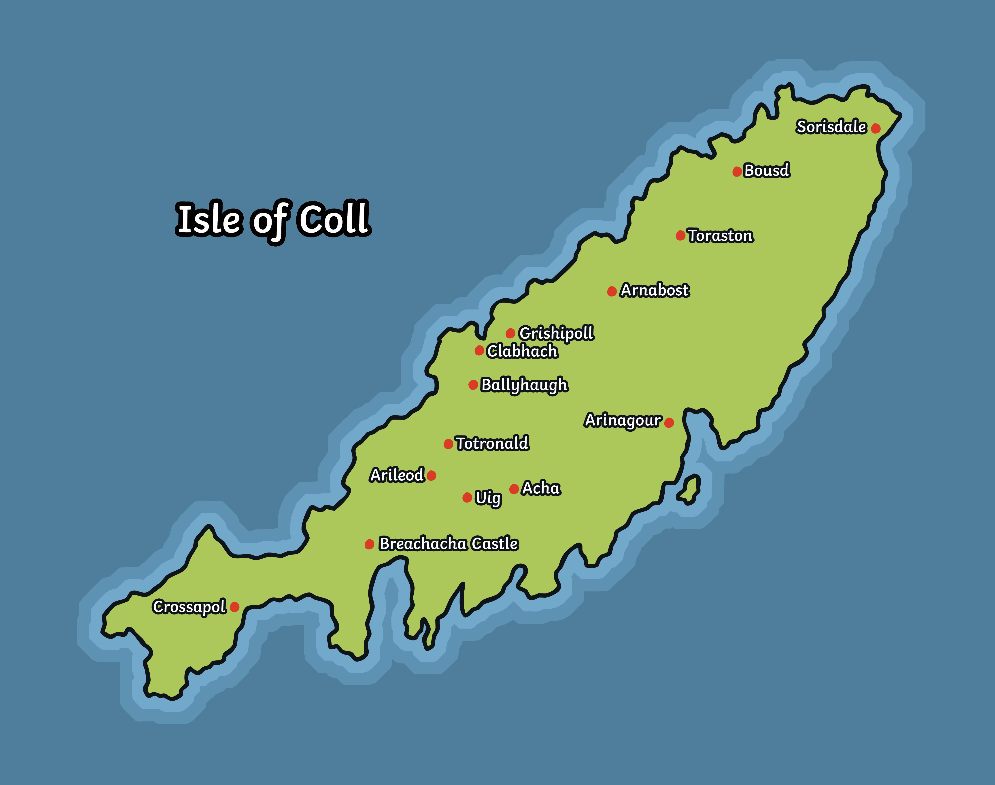 Isle of Coll
Sorisdale
Bousd
Toraston
Arnabost
Grishipoll
Clabhach
Ballyhaugh
Arinagour
Totronald
Arileod
Acha
Uig
Breachacha Castle
Crossapol